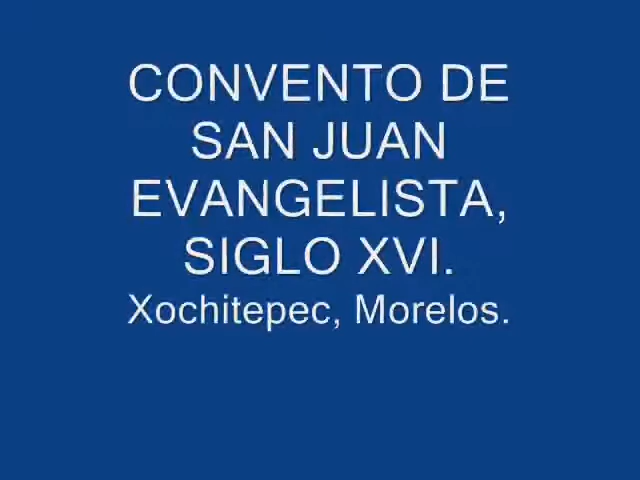 CONVENTO DE
SAN JUAN
EVANGELISTA,
SIGLO XVI.
Xochitepec, Morelos.